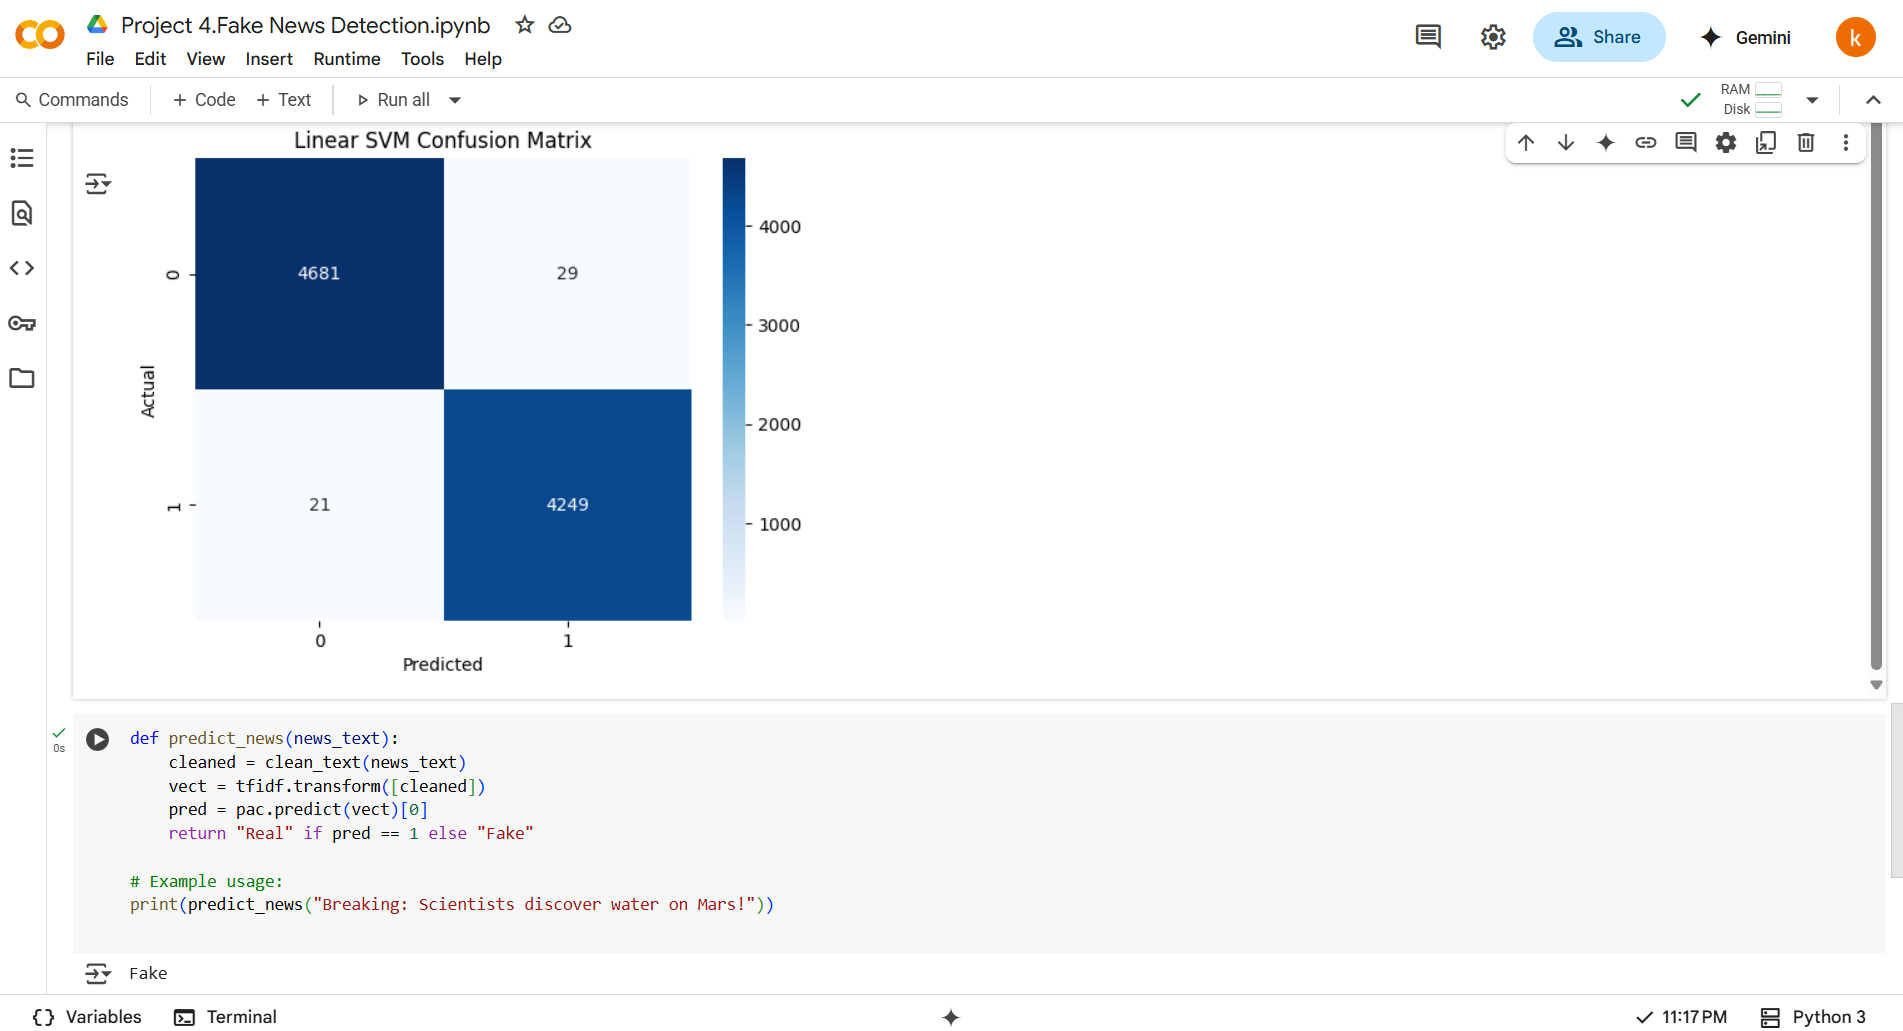 Project 4.Fake News Detection.ipynb
File Edit View Insert Runtime Tools Help
Share
Gemini
k
Commands
+ Code + Text
Run all
RAM
Disk
Linear SVM Confusion Matrix
4681 29
21 4249
0
1
Actual
0 1
Predicted
4000
3000
2000
1000
0s
def predict_news(news_text):
    cleaned = clean_text(news_text)
    vect = tfidf.transform([cleaned])
    pred = pac.predict(vect)[0]
    return "Real" if pred == 1 else "Fake"
# Example usage:
print(predict_news("Breaking: Scientists discover water on Mars!"))
Fake
Variables Terminal
11:17 PM Python 3